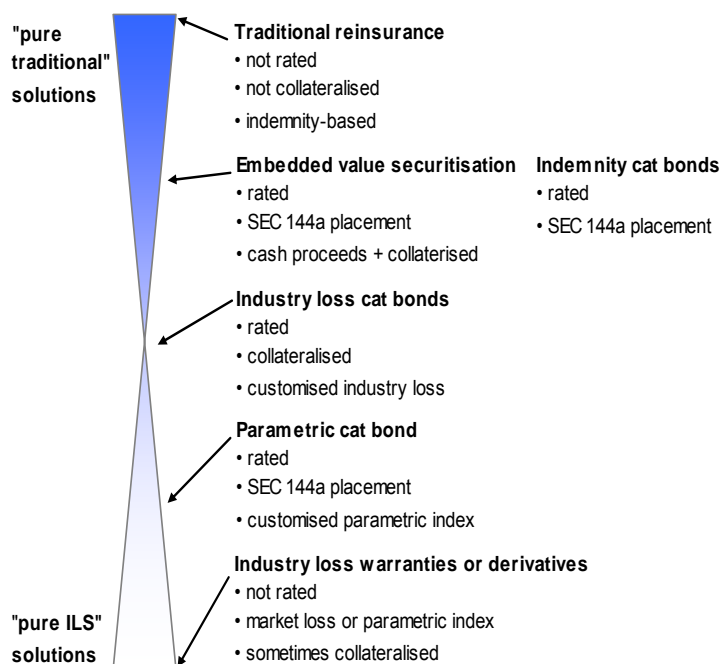 "pure
traditional"
solutions
Traditional reinsurance
• not rated
• not collateralised
• indemnity-based
Embedded value securitisation
• rated
• SEC 144a placement
• cash proceeds + collaterised
Indemnity cat bonds
• rated
• SEC 144a placement
Industry loss cat bonds
• rated
• collateralised
• customised industry loss
Parametric cat bond
• rated
• SEC 144a placement
• customised parametric index
Industry loss warranties or derivatives
• not rated
• market loss or parametric index
• sometimes collateralised
"pure ILS"
solutions